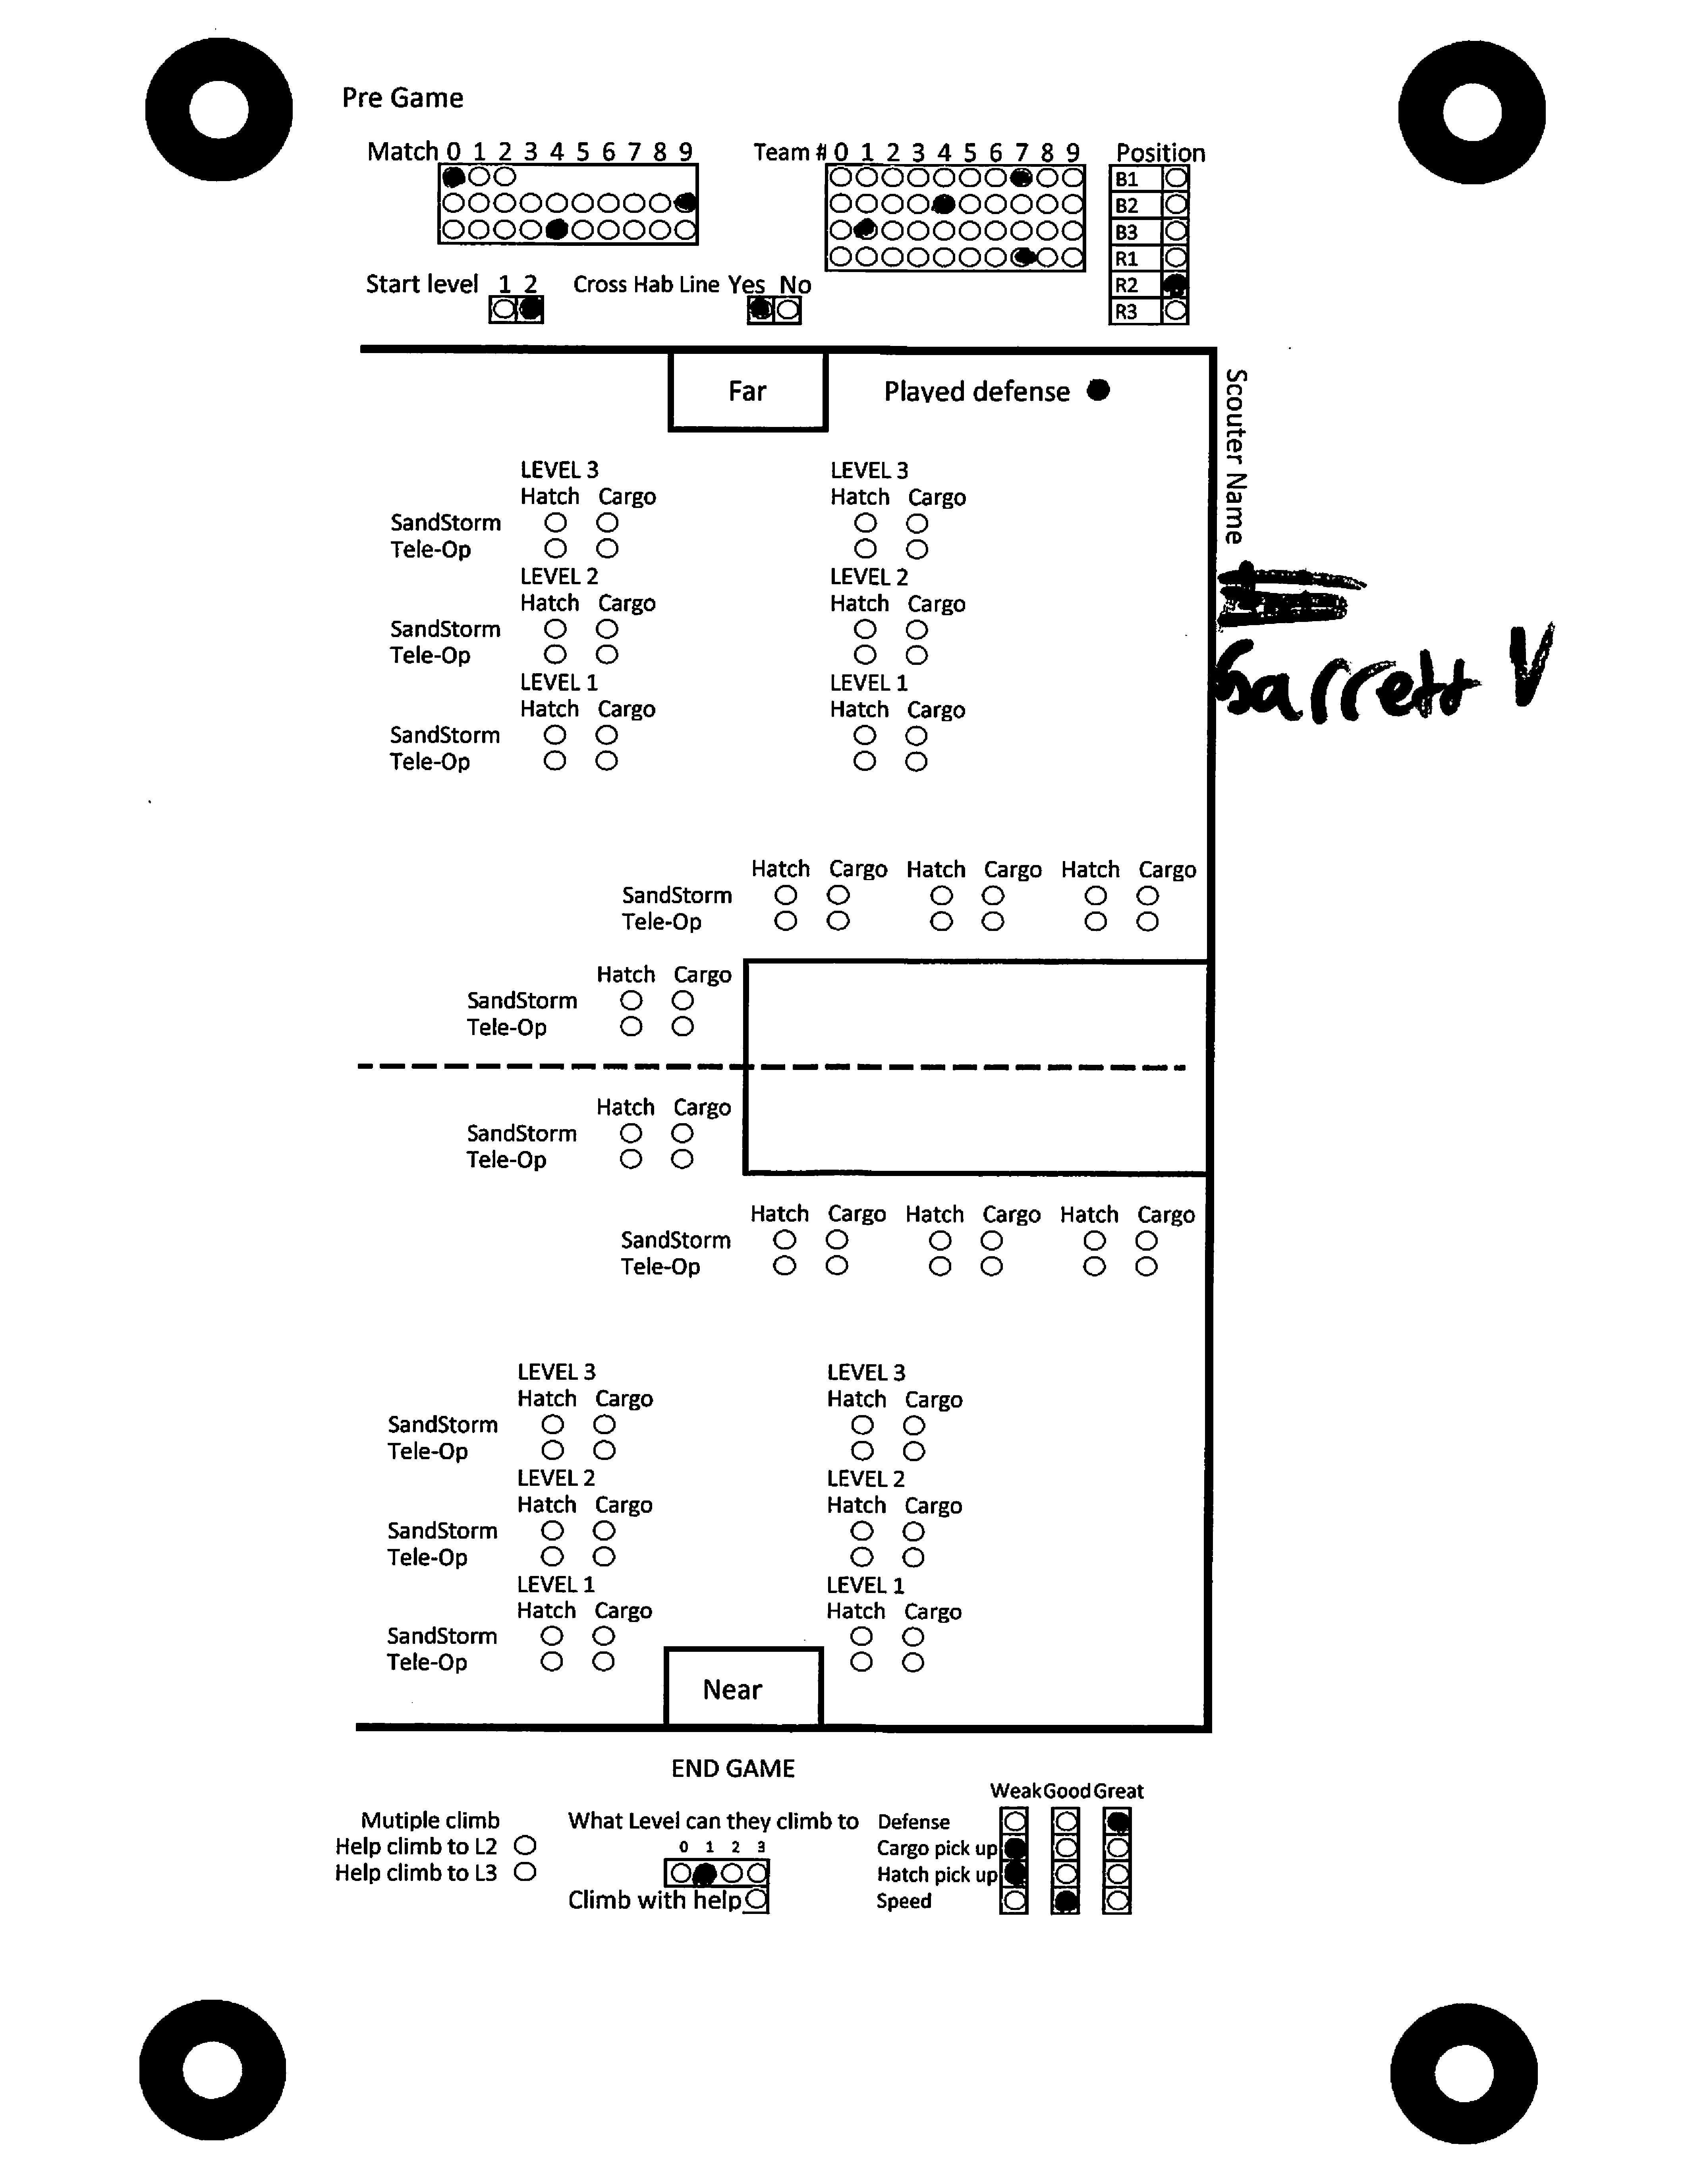 Pre Game
Match 0 1 2 3 4 5 6 7 8 9
Team # 0 1 2 3 4 5 6 7 8 9
Position
B1
B2
B3
R1
R2
R3
Start level 1 2
Cross Hab Line Yes No
Far
Played defense
Scouter Name
Garrett V
LEVEL 3 LEVEL 3
Hatch Cargo Hatch Cargo
SandStorm
Tele-Op
LEVEL 2 LEVEL 2
Hatch Cargo Hatch Cargo
SandStorm
Tele-Op
LEVEL 1 LEVEL 1
Hatch Cargo Hatch Cargo
SandStorm
Tele-Op
Hatch Cargo Hatch Cargo Hatch Cargo
SandStorm
Tele-Op
Hatch Cargo
SandStorm
Tele-Op
Hatch Cargo
SandStorm
Tele-Op
Hatch Cargo Hatch Cargo Hatch Cargo
SandStorm
Tele-Op
LEVEL 3 LEVEL 3
Hatch Cargo Hatch Cargo
SandStorm
Tele-Op
LEVEL 2 LEVEL 2
Hatch Cargo Hatch Cargo
SandStorm
Tele-Op
LEVEL 1 LEVEL 1
Hatch Cargo Hatch Cargo
SandStorm
Tele-Op
Near
END GAME
Mutiple climb
Help climb to L2
Help climb to L3
What Level can they climb to
0 1 2 3
Climb with help
Weak Good Great
Defense
Cargo pick up
Hatch pick up
Speed